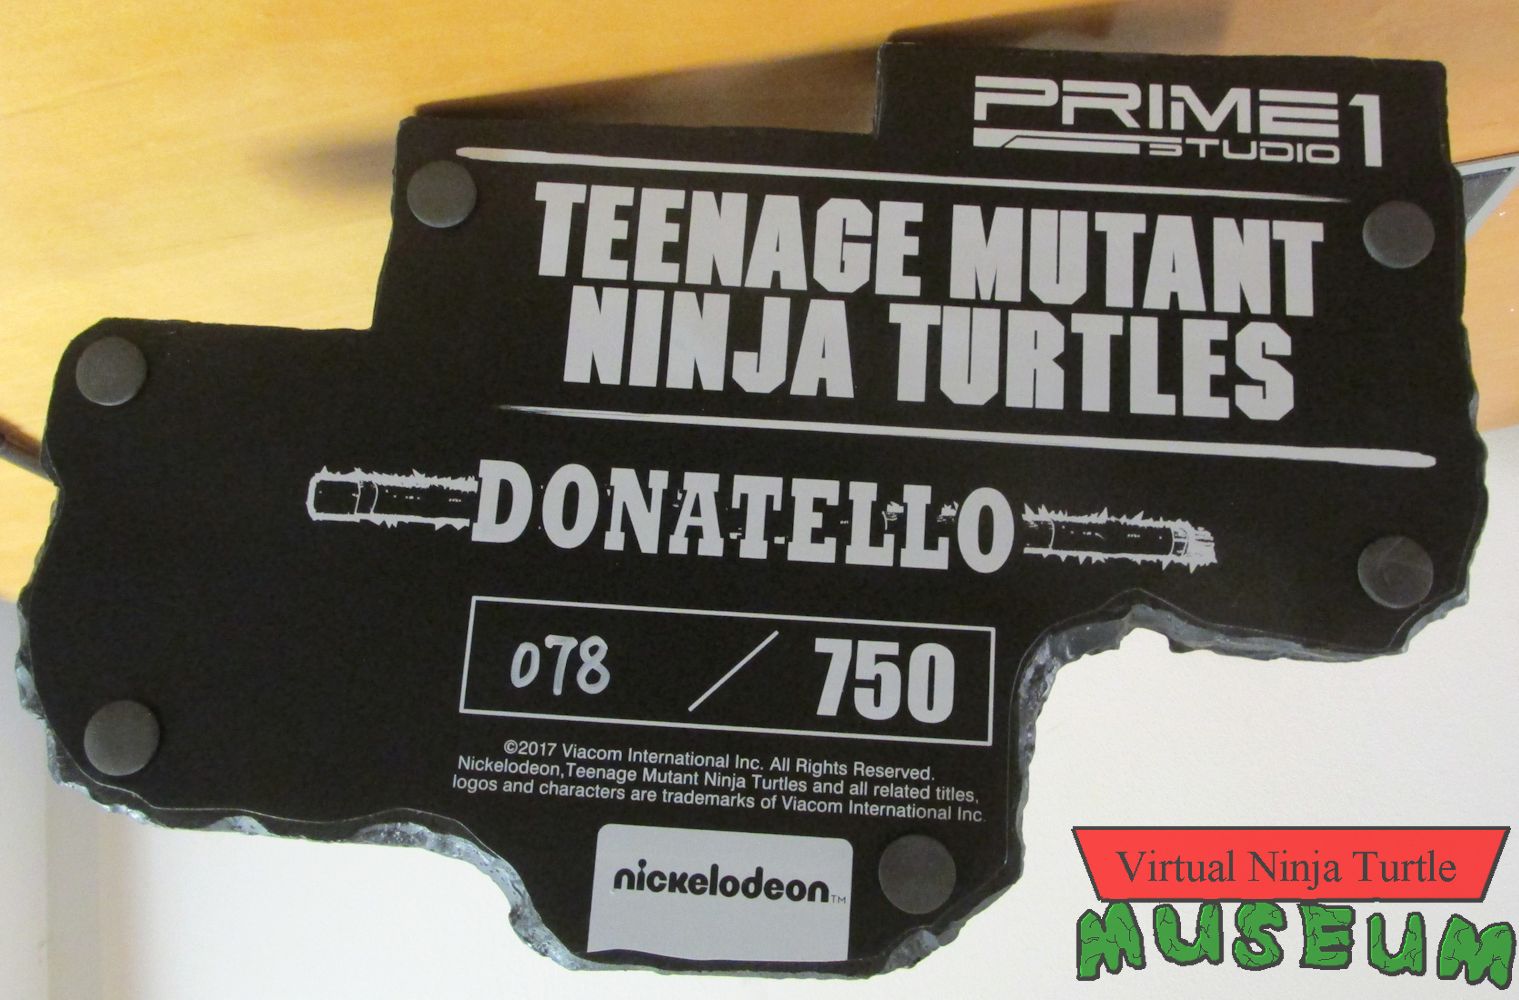 PRIME 1
STUDIO
TEENAGE MUTANT
NINJA TURTLES
DONATELLO
078 / 750
©2017 Viacom International Inc. All Rights Reserved.
Nickelodeon,Teenage Mutant Ninja Turtles and all related titles,
logos and characters are trademarks of Viacom International Inc.
nickelodeon™
Virtual Ninja Turtle
MUSEUM